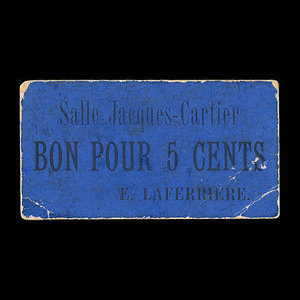 Salle Jacques-Cartier
BON POUR 5 CENTS
E. LAFERRIERE.